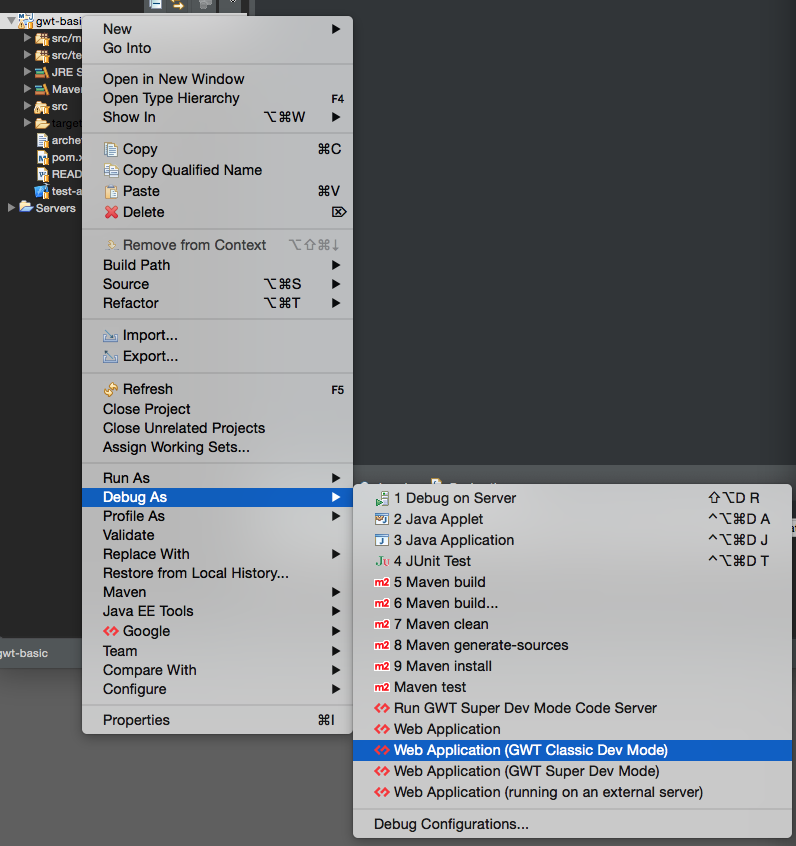 gwt-basi
src/m
src/te
JRE S
Maven
src
target
arche
pom.x
READ
test-a
Servers
New
Go Into
Open in New Window
Open Type Hierarchy F4
Show In ⌥⌘W
Copy ⌘C
Copy Qualified Name
Paste ⌘V
Delete ⌦
Remove from Context ⌥⇧⌘↓
Build Path
Source ⌥⌘S
Refactor ⌥⌘T
Import...
Export...
Refresh F5
Close Project
Close Unrelated Projects
Assign Working Sets...
Run As
Debug As
Profile As
Validate
Replace With
Restore from Local History...
Maven
Java EE Tools
Google
Team
Compare With
Configure
Properties ⌘I
1 Debug on Server ⇧⌥D R
2 Java Applet ^⌥⌘D A
3 Java Application ^⌥⌘D J
4 JUnit Test ^⌥⌘D T
5 Maven build
6 Maven build...
7 Maven clean
8 Maven generate-sources
9 Maven install
Maven test
Run GWT Super Dev Mode Code Server
Web Application
Web Application (GWT Classic Dev Mode)
Web Application (GWT Super Dev Mode)
Web Application (running on an external server)
Debug Configurations...
gwt-basic